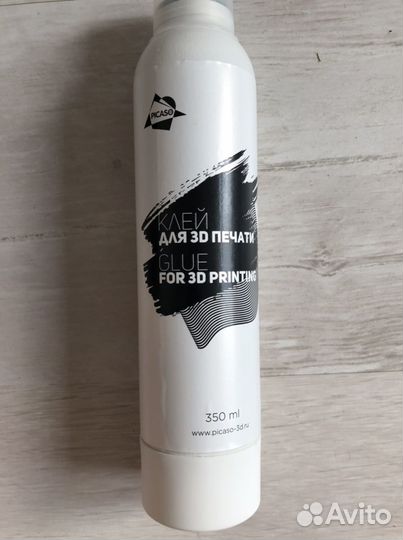 PICASO
КЛЕЙ
ДЛЯ 3D ПЕЧАТИ
GLUE
FOR 3D PRINTING
350 ml
www.picaso-3d.ru
Avito